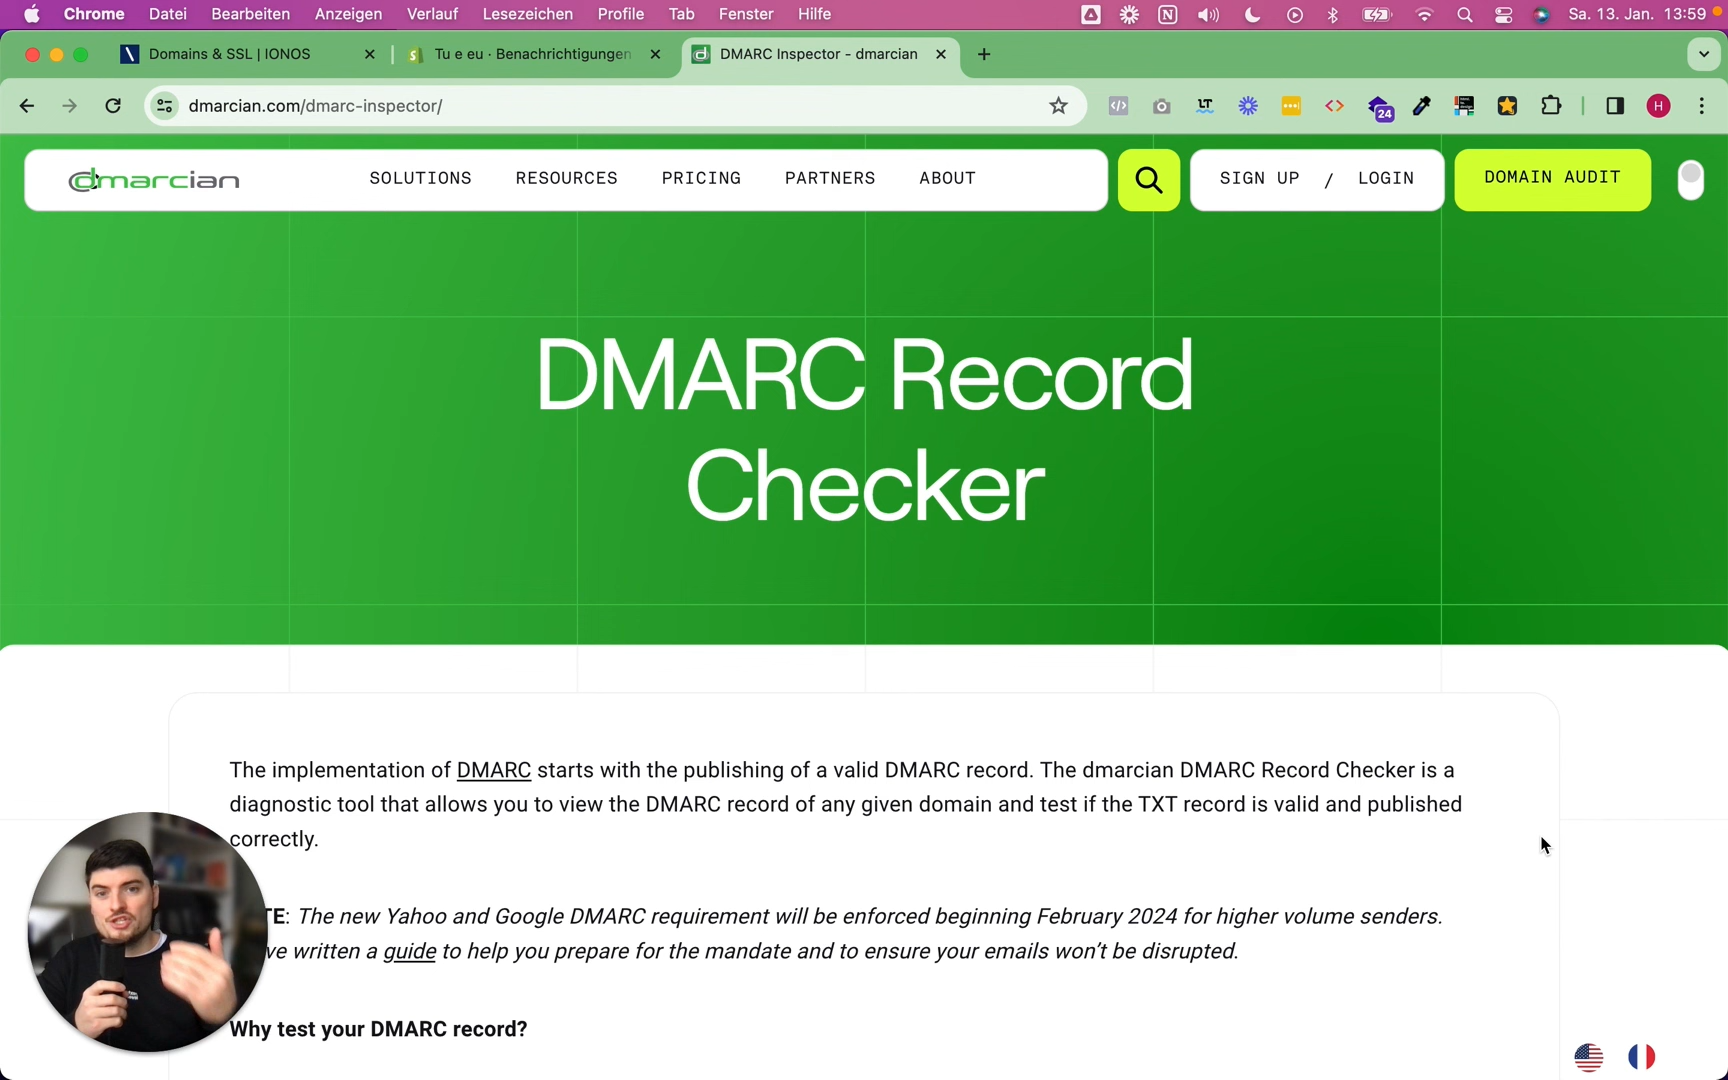 Chrome Datei Bearbeiten Anzeigen Verlauf Lesezeichen Profile Tab Fenster Hilfe Sa. 13. Jan. 13:59
Domains & SSL | IONOS Tu e eu · Benachrichtigungen DMARC Inspector - dmarcian
dmarcian.com/dmarc-inspector/ LT 24 H
dmarcian SOLUTIONS RESOURCES PRICING PARTNERS ABOUT SIGN UP / LOGIN DOMAIN AUDIT
DMARC Record
Checker
The implementation of DMARC starts with the publishing of a valid DMARC record. The dmarcian DMARC Record Checker is a
diagnostic tool that allows you to view the DMARC record of any given domain and test if the TXT record is valid and published
correctly.
TE: The new Yahoo and Google DMARC requirement will be enforced beginning February 2024 for higher volume senders.
ve written a guide to help you prepare for the mandate and to ensure your emails won’t be disrupted.
Why test your DMARC record?